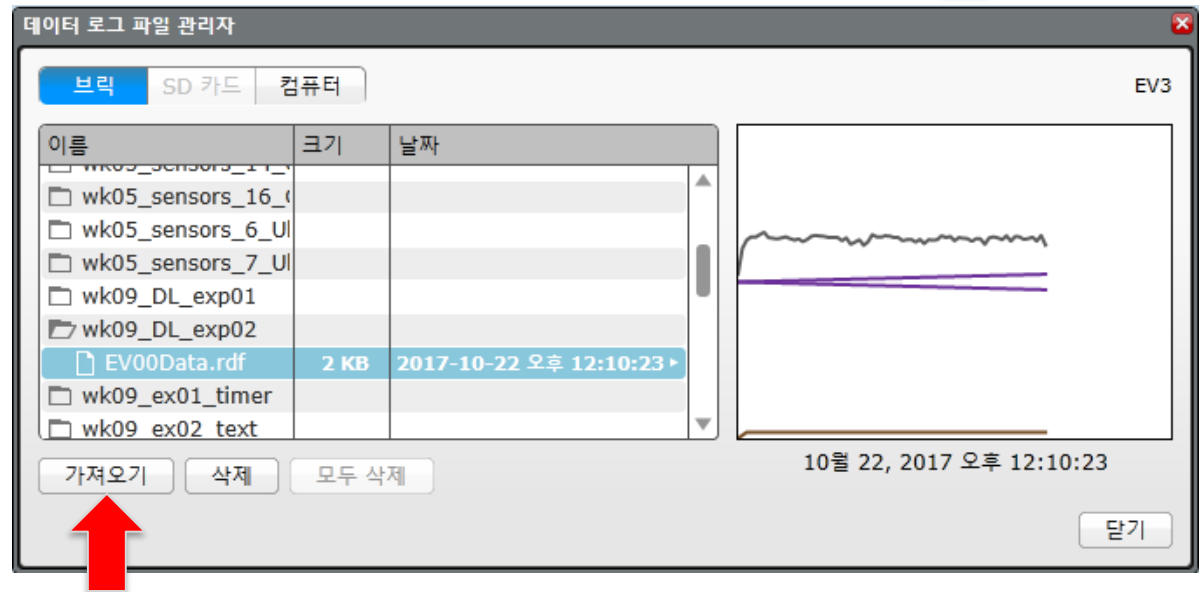 데이터 로그 파일 관리자
브릭 SD 카드 컴퓨터 EV3
이름 크기 날짜
wk05_sensors_14_
wk05_sensors_16_
wk05_sensors_6_Ul
wk05_sensors_7_Ul
wk09_DL_exp01
wk09_DL_exp02
EV00Data.rdf 2 KB 2017-10-22 오후 12:10:23
wk09_ex01_timer
wk09_ex02_text
10월 22, 2017 오후 12:10:23
가져오기 삭제 모두 삭제
닫기